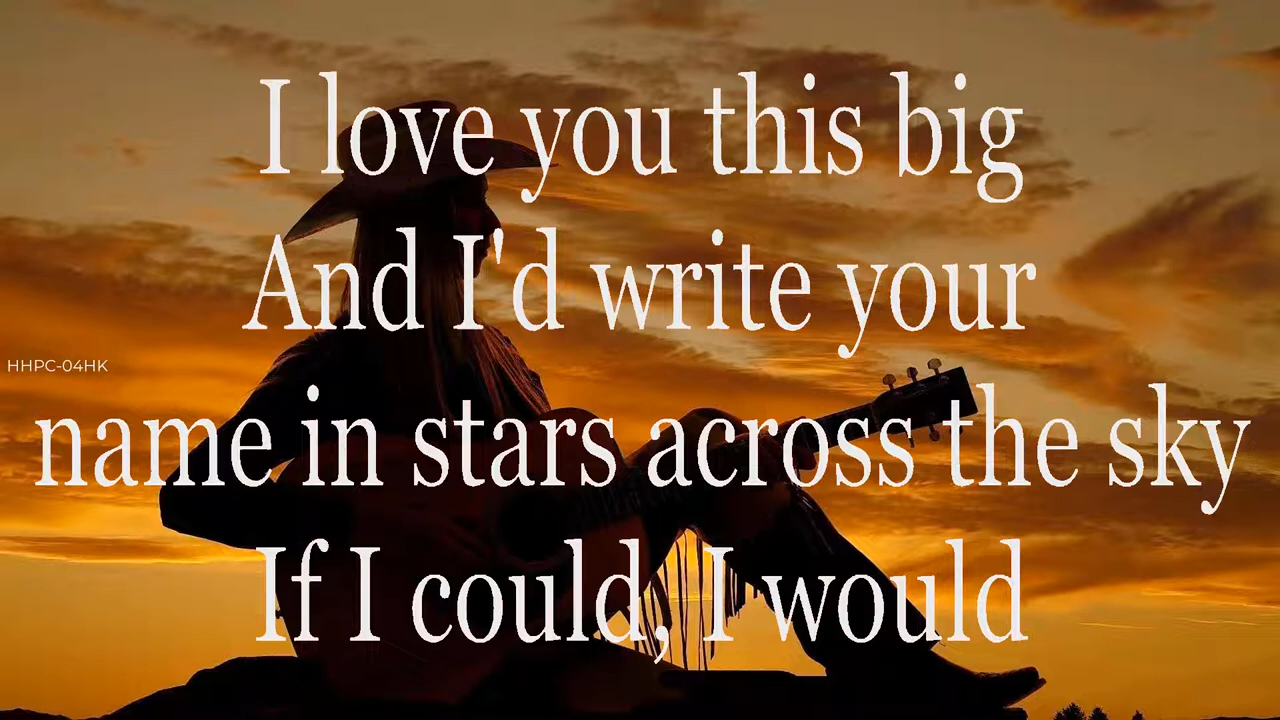 I love you this big
And I'd write your
HHPC-04HK
name in stars across the sky
If I could, I would